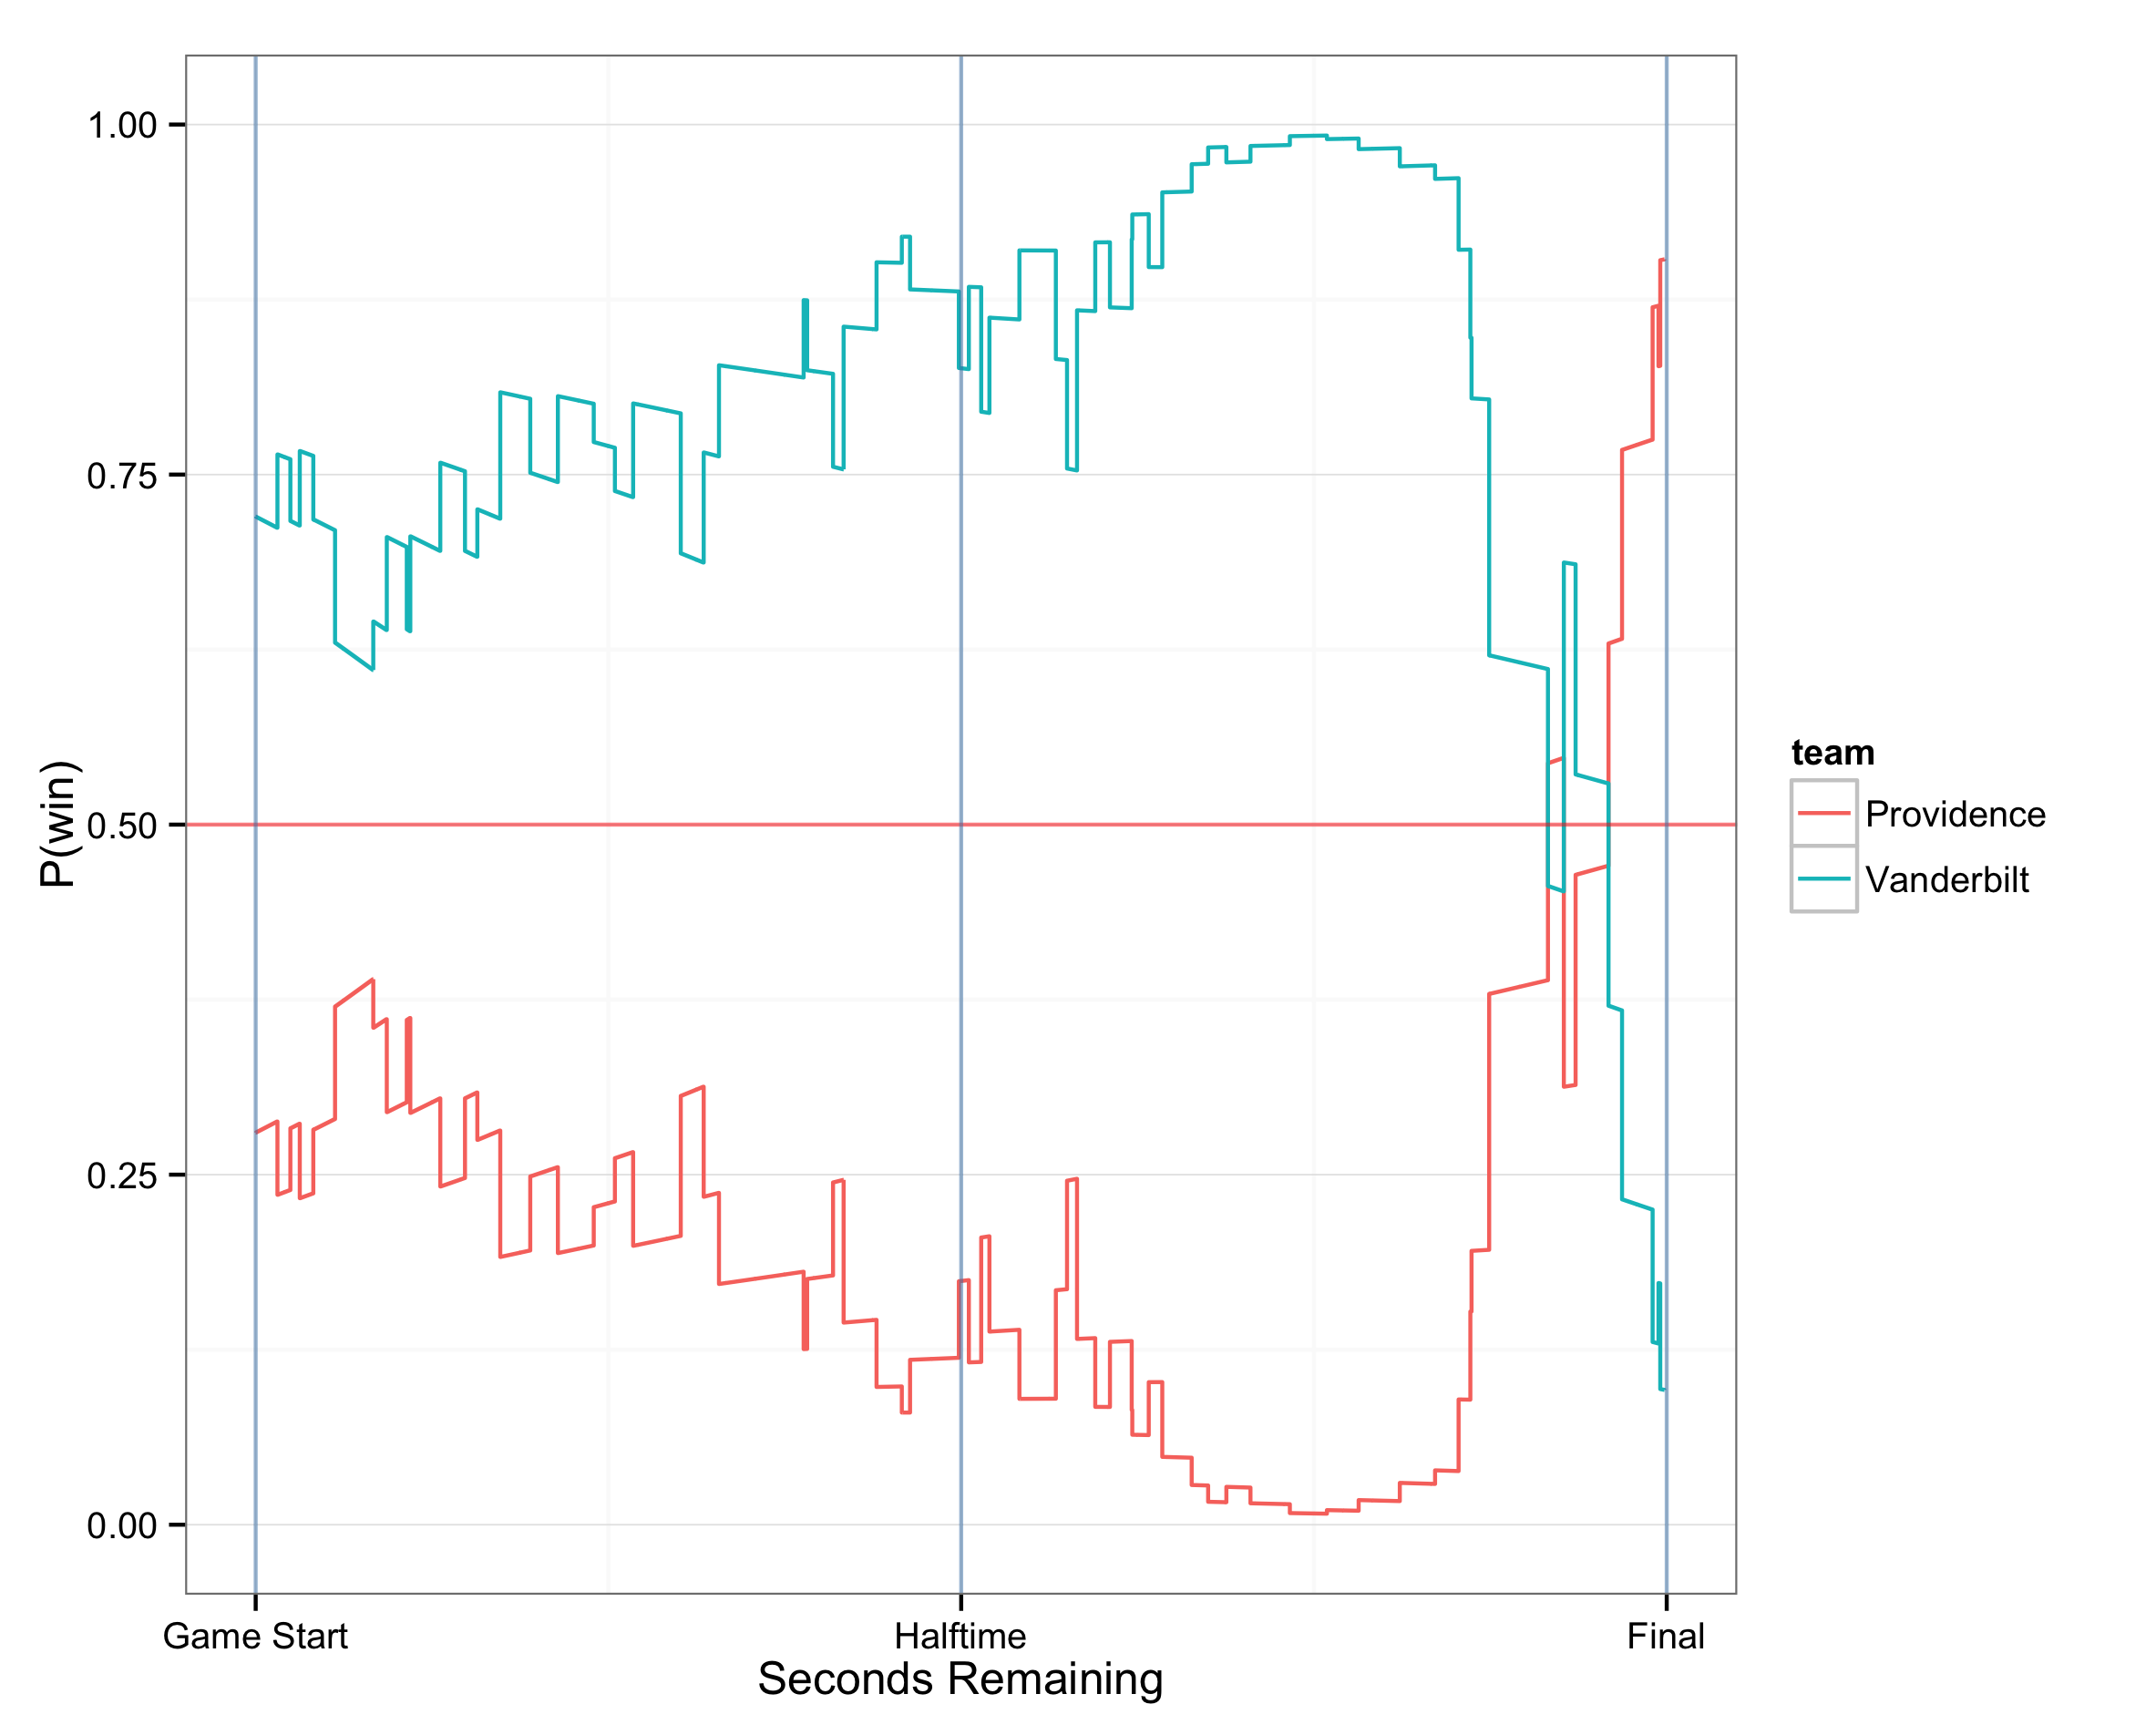 1.00
0.75
0.50
0.25
0.00
P(win)
Game Start
Halftime
Final
Seconds Remaining
team
Providence
Vanderbilt